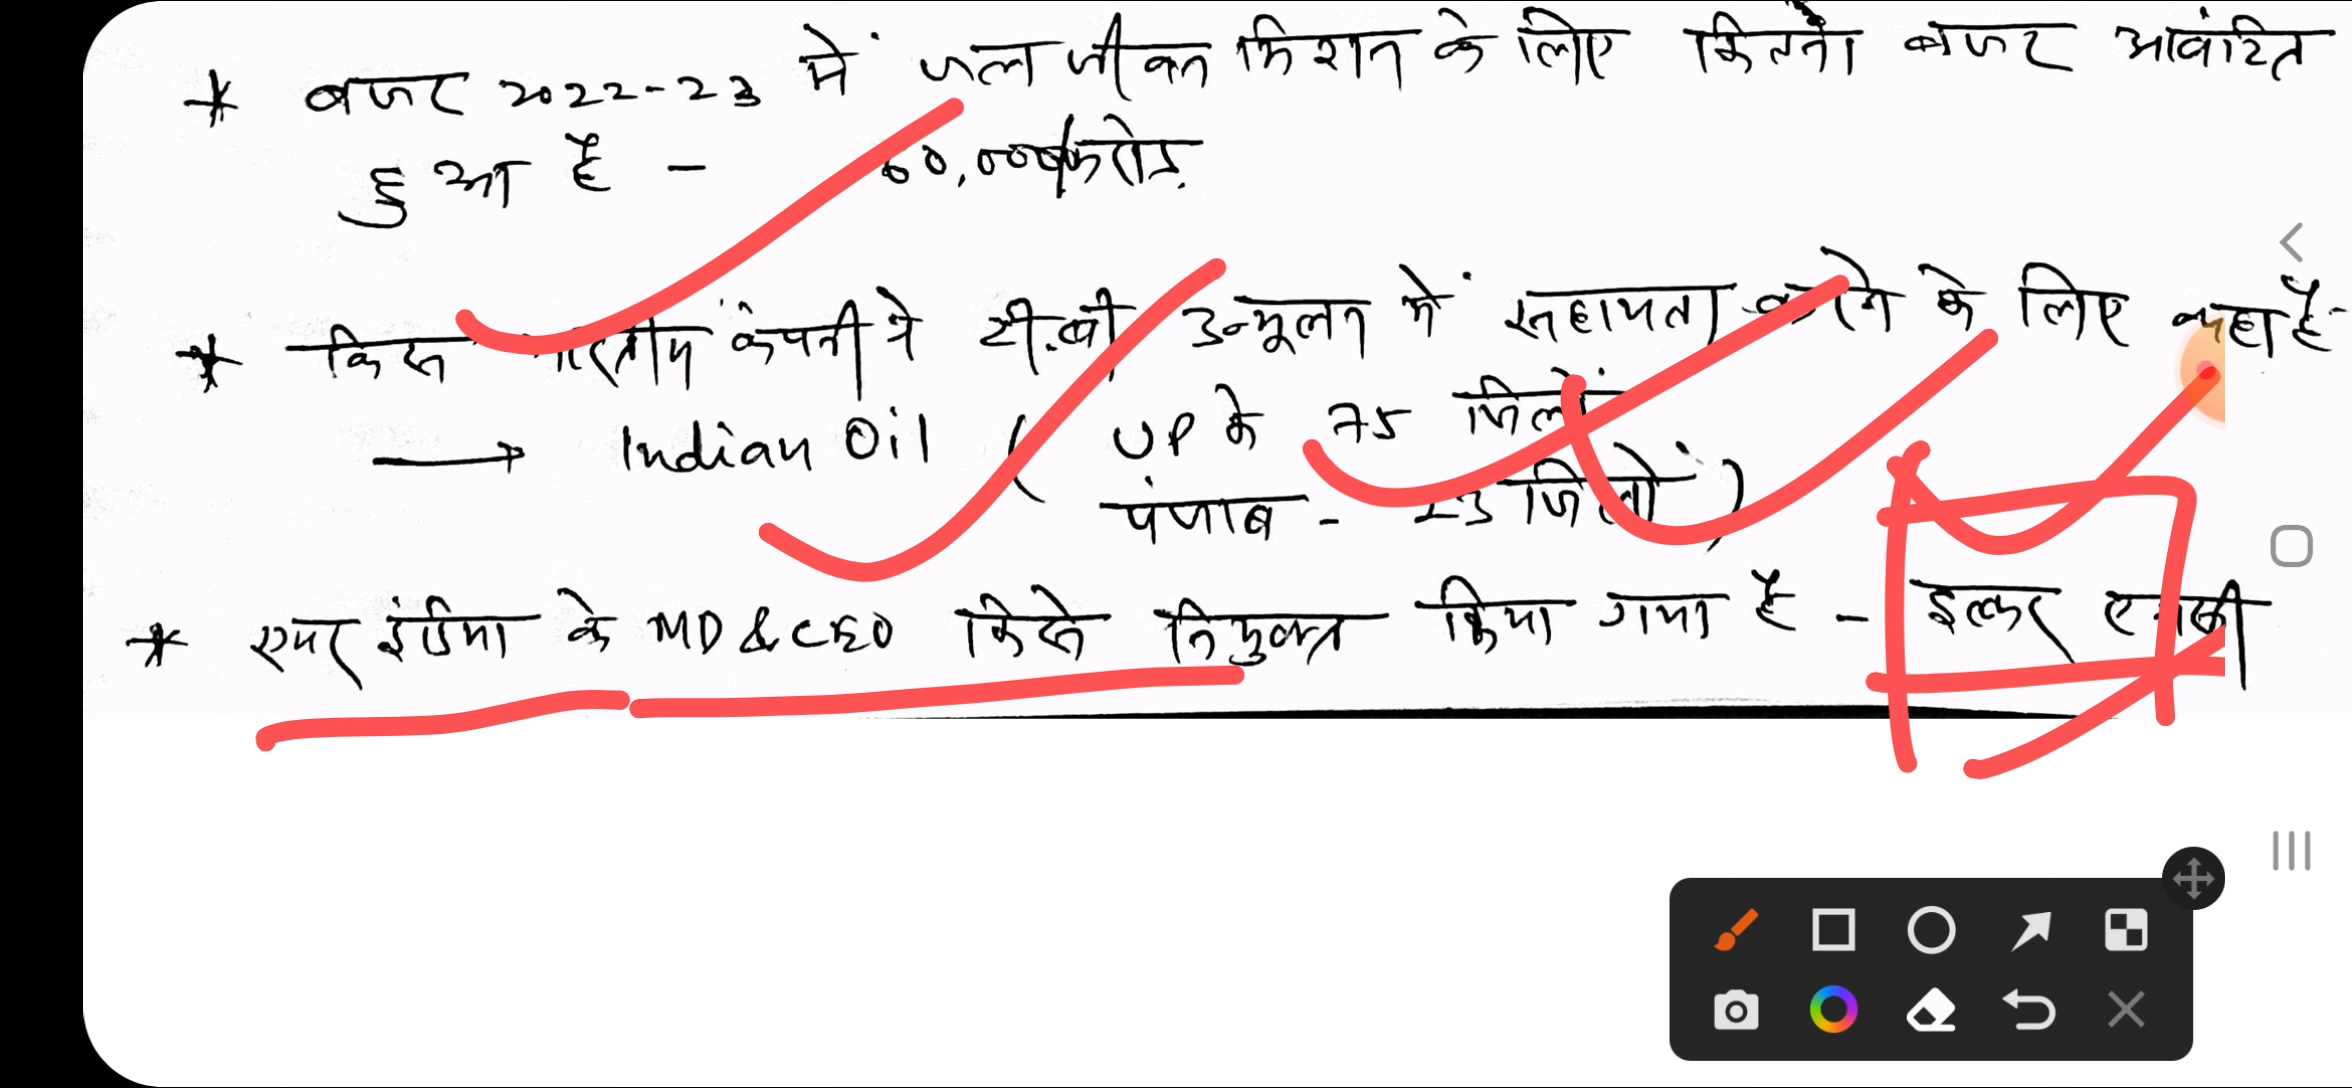 * बजट 2022-23 में जल जीवन मिशन के लिए कितना बजट आवंटित
हुआ है - 60,000 करोड़
* किस भारतीय कंपनी ने टी.बी उन्मूलन में सहायता करने के लिए कहा है-
→ Indian Oil ( UP के 75 जिलों
पंजाब - 23 जिलों )
* एयर इंडिया के MD & CEO किसे नियुक्त किया गया है - इल्कर